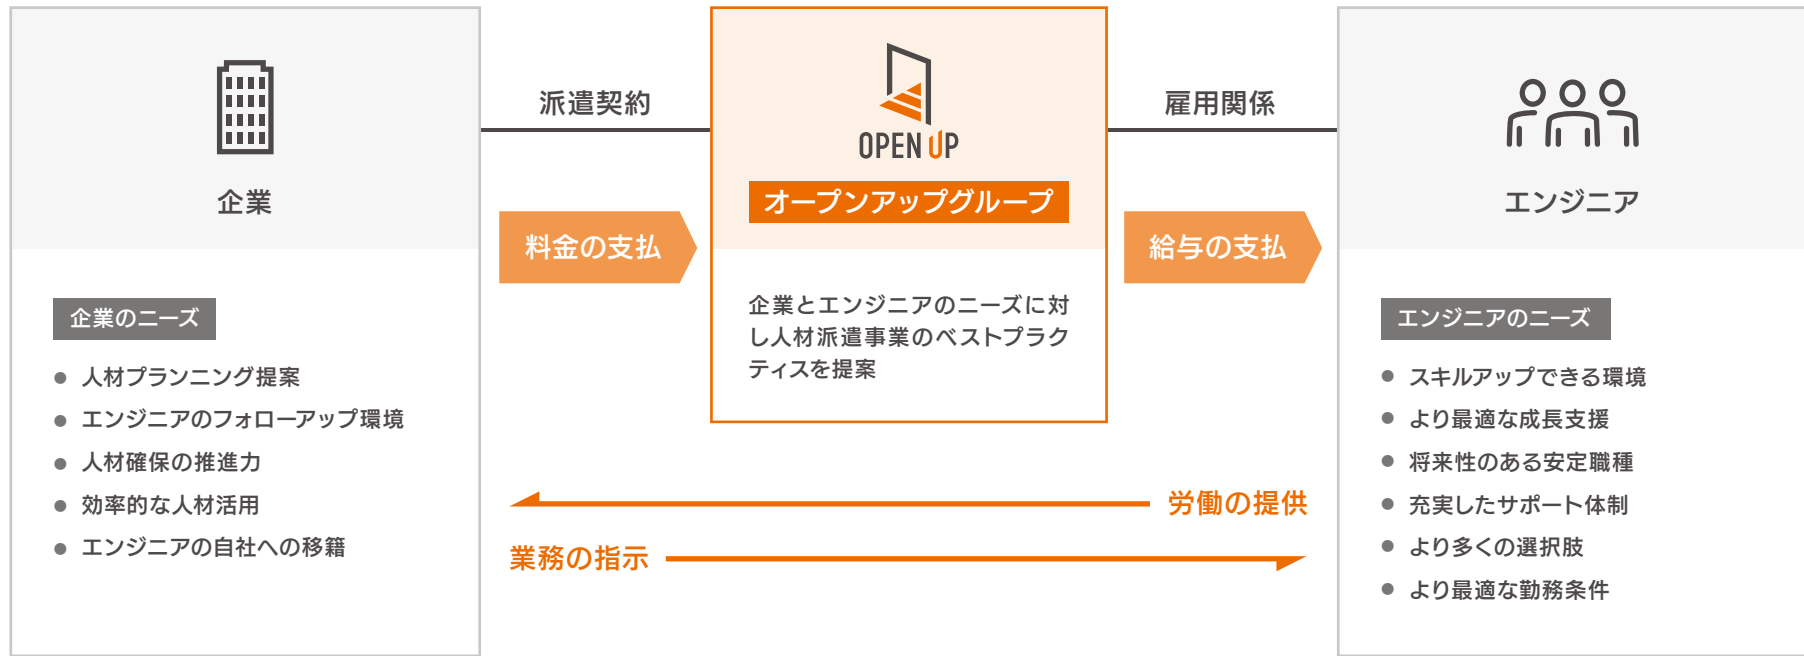 企業
企業のニーズ
人材プランニング提案
エンジニアのフォローアップ環境
人材確保の推進力
効率的な人材活用
エンジニアの自社への移籍
派遣契約
料金の支払
OPEN UP
オープンアップグループ
企業とエンジニアのニーズに対
し人材派遣事業のベストプラク
ティスを提案
雇用関係
給与の支払
労働の提供
業務の指示
エンジニア
エンジニアのニーズ
スキルアップできる環境
より最適な成長支援
将来性のある安定職種
充実したサポート体制
より多くの選択肢
より最適な勤務条件